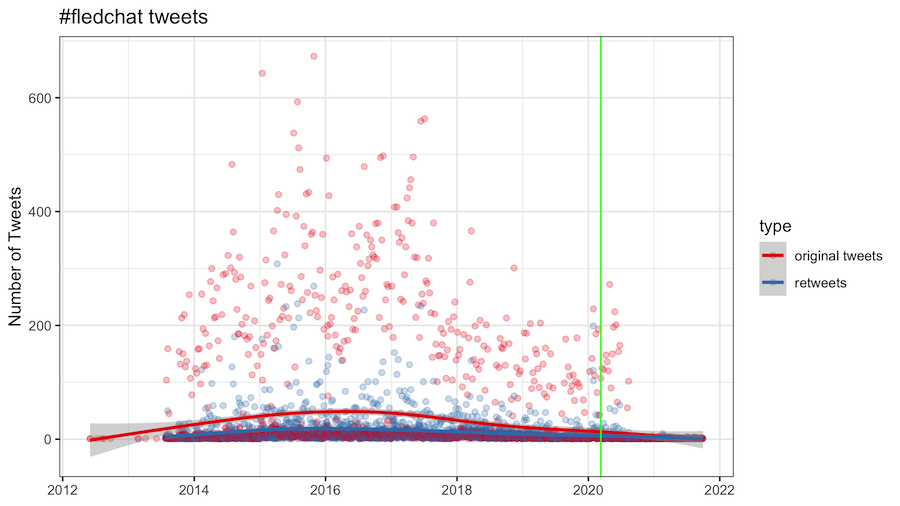 #fledchat tweets
Number of Tweets
600
400
200
0
2012
2014
2016
2018
2020
2022
type
original tweets
retweets